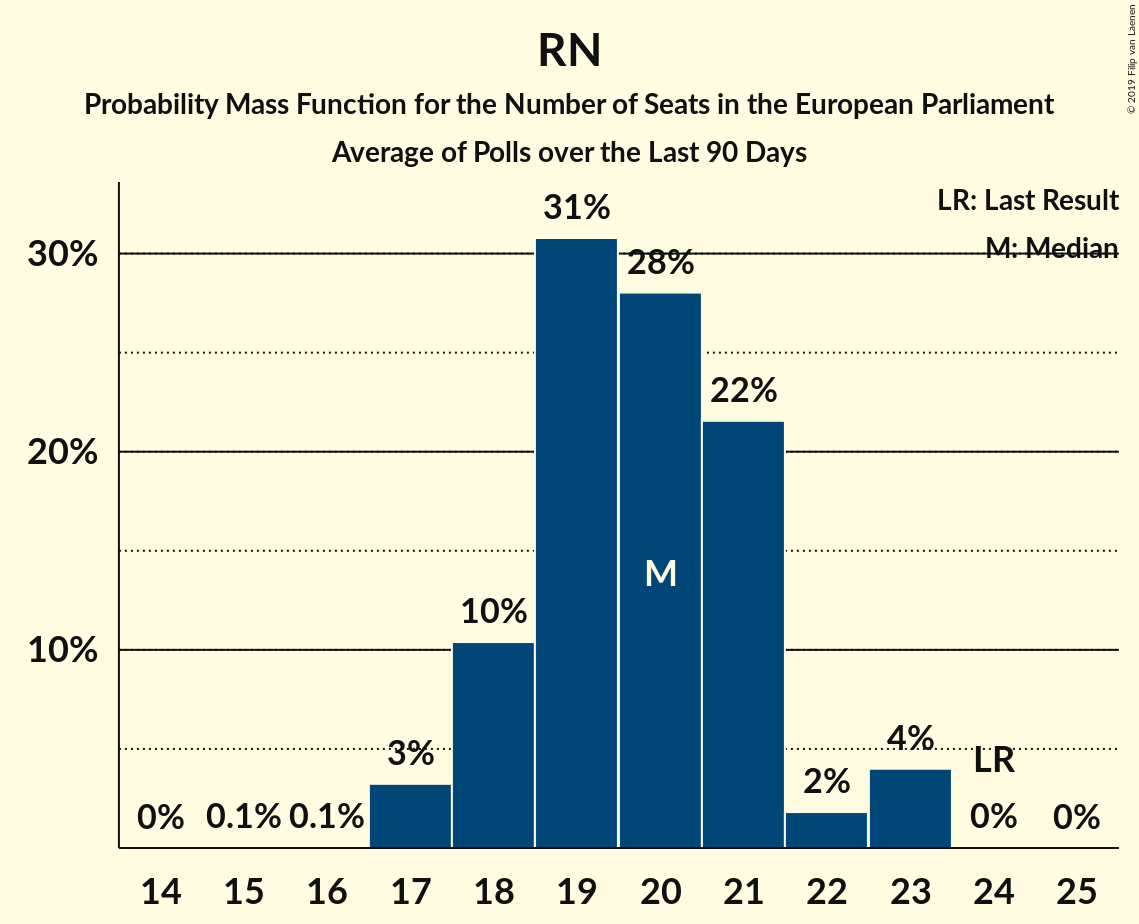 RN
Probability Mass Function for the Number of Seats in the European Parliament
Average of Polls over the Last 90 Days
© 2019 Filip van Laenen
LR: Last Result
M: Median
30%
20%
10%
0%
0.1%
0.1%
3%
10%
31%
28%
M
22%
2%
4%
LR
0%
0%
14 15 16 17 18 19 20 21 22 23 24 25